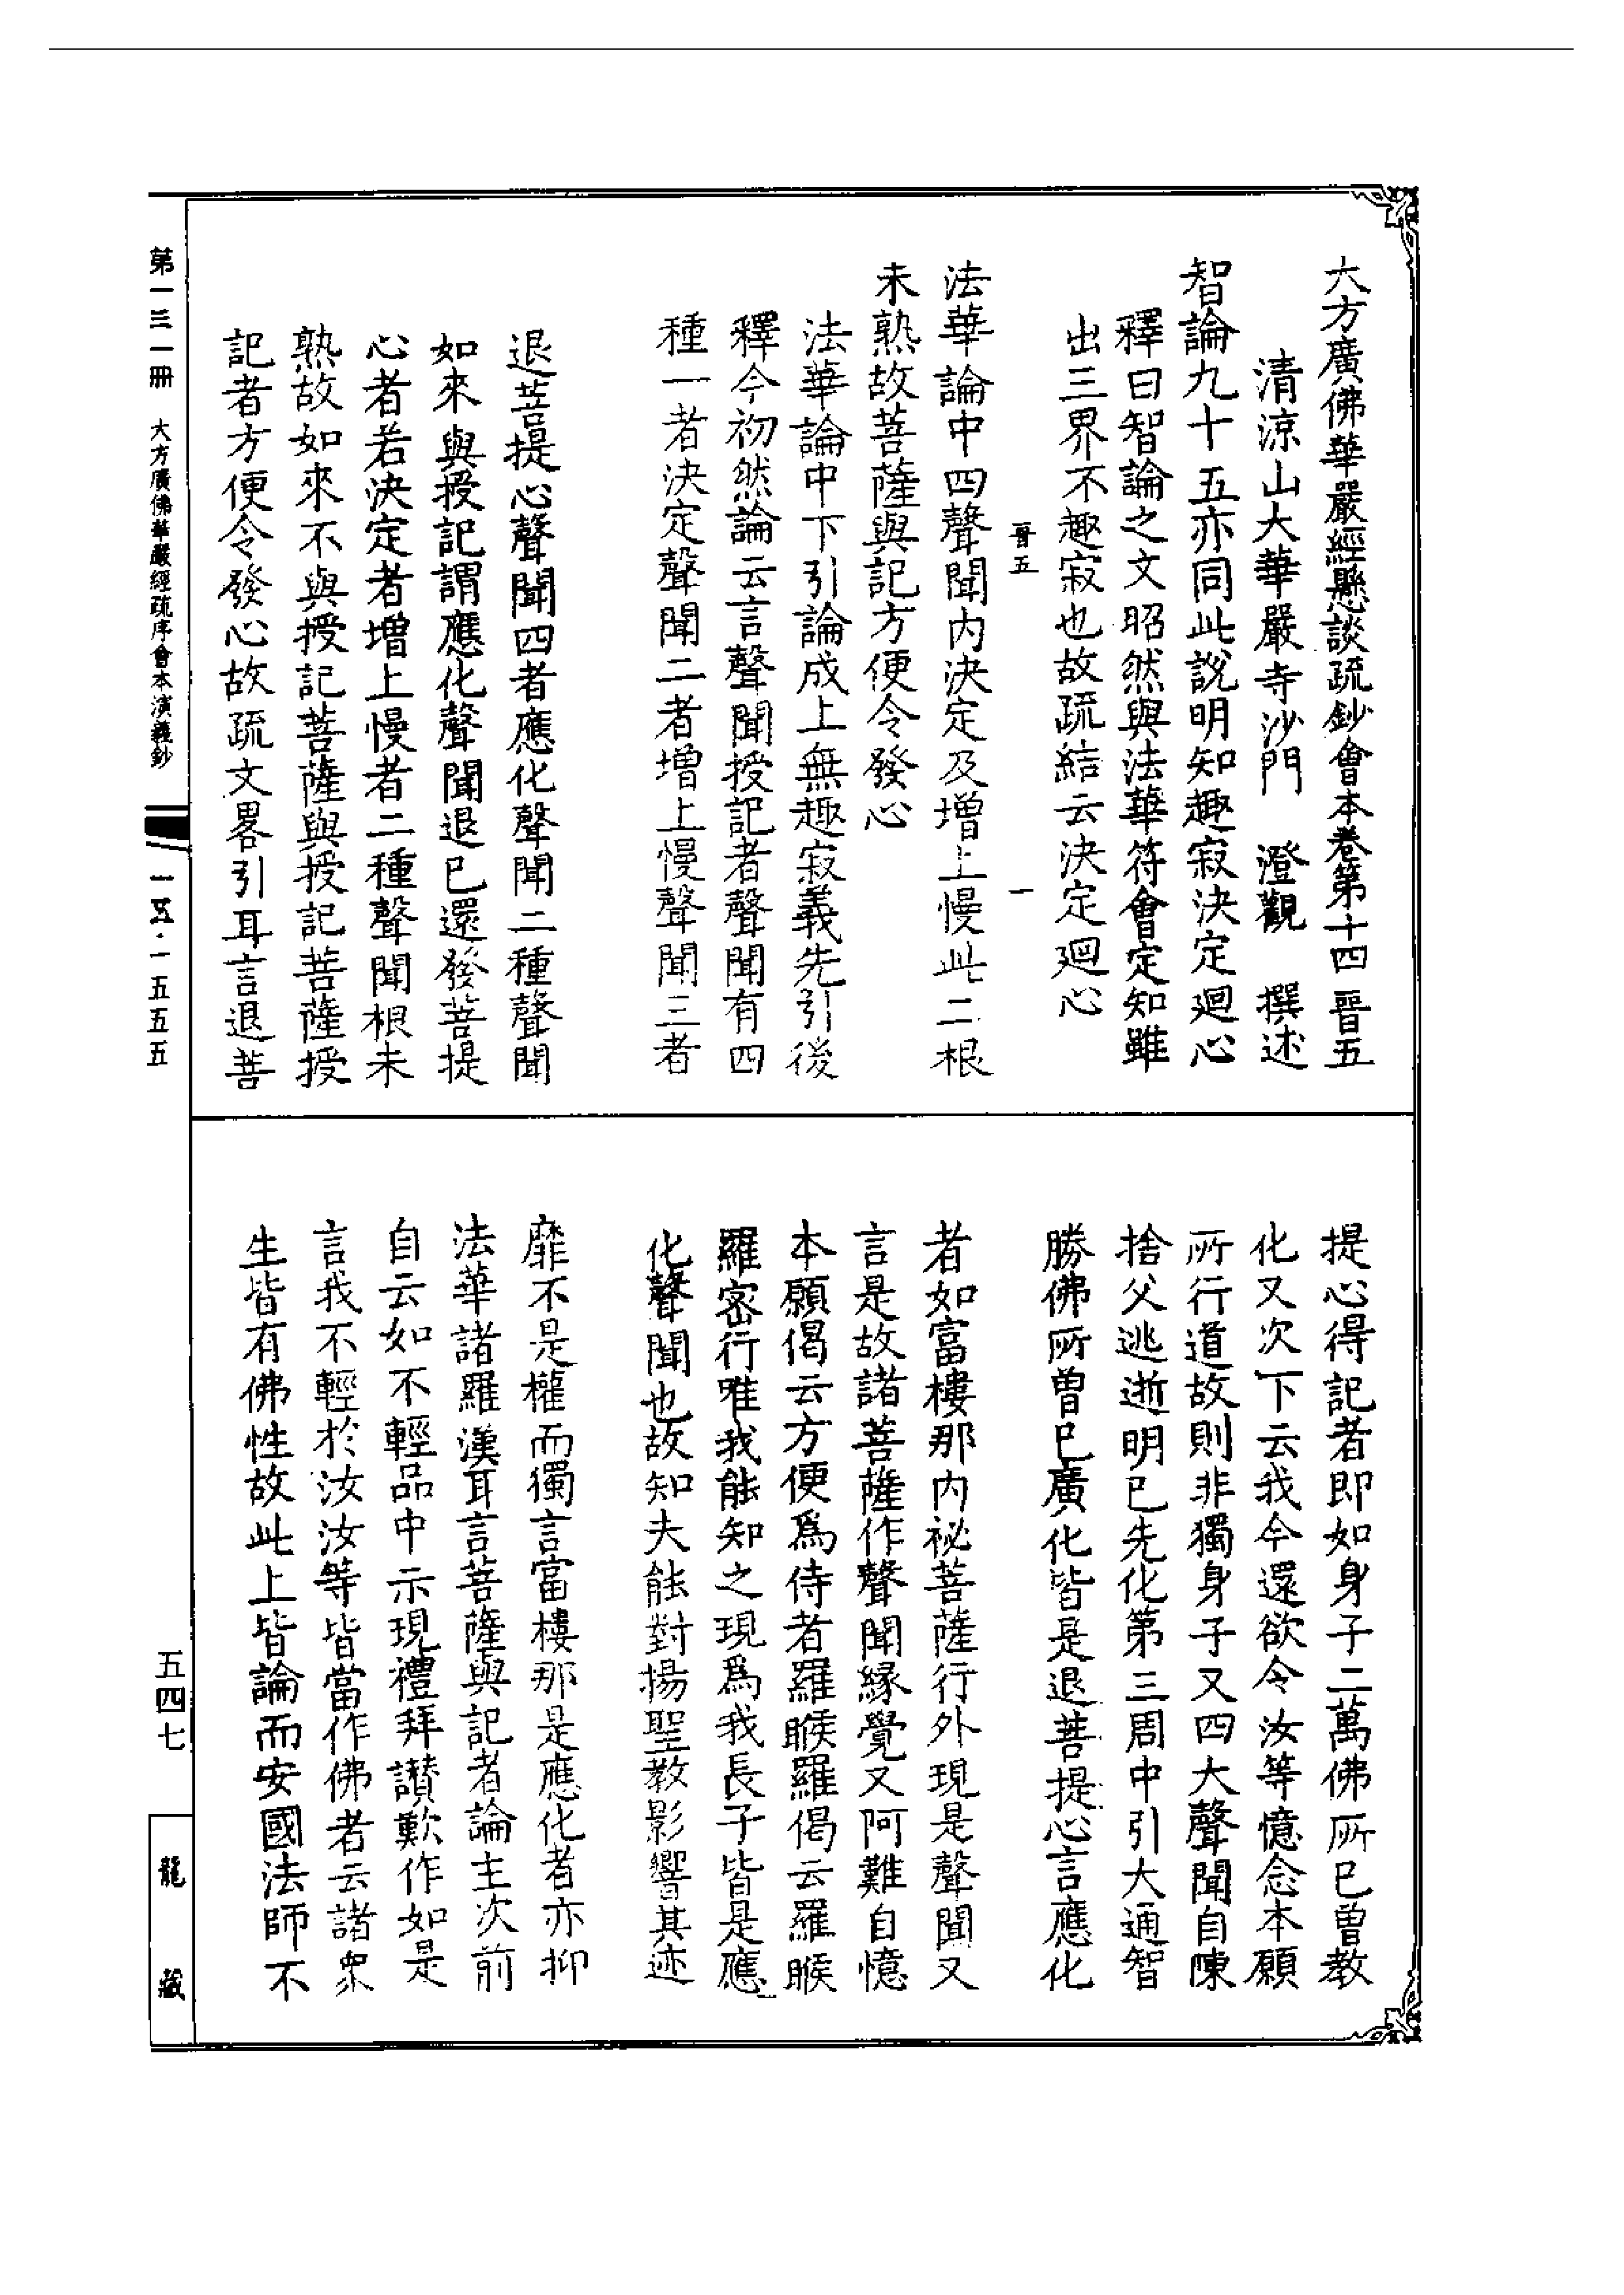 大方廣佛華嚴經懸談疏鈔會本卷第十四 晉五
清涼山大華嚴寺沙門 澄觀 撰述
智論九十五亦同此說明知趣寂決定迴心
釋曰智論之文昭然與法華符會定知雖
出三界不趣寂也故疏結云決定迴心
晉五 一
法華論中四聲聞內決定及增上慢此二根
未熟故菩薩與記方便令發心
法華論中下引論成上無趣寂義先引後
釋今初然論云言聲聞授記者聲聞有四
種一者決定聲聞二者增上慢聲聞三者
退菩提心聲聞四者應化聲聞二種聲聞
如來與授記謂應化聲聞退已還發菩提
心者若決定者增上慢者二種聲聞根未
熟故如來不與授記菩薩與授記菩薩授
記者方便令發心故疏文畧引耳言退菩
提心得記者即如身子二萬佛所已曾教
化又次下云我今還欲令汝等憶念本願
所行道故則非獨身子又四大聲聞自陳
捨父逃逝明已先化第三周中引大通智
勝佛所曾已廣化皆是退菩提心言應化
者如富樓那內祕菩薩行外現是聲聞又
言是故諸菩薩作聲聞緣覺又阿難自憶
本願偈云方便為侍者羅睺羅偈云羅睺
羅密行唯我能知之現為我長子皆是應
化聲聞也故知夫能對揚聖教影響其迹
靡不是權而獨言富樓那是應化者亦抑
法華諸羅漢耳言菩薩與記者論主次前
自云如不輕品中示現禮拜讚歎作如是
言我不輕於汝汝等皆當作佛者云諸眾
生皆有佛性故此上皆論而安國法師不
第一三一冊 大方廣佛華嚴經疏序會本演義鈔
一五·一五五五
五四七
龍藏